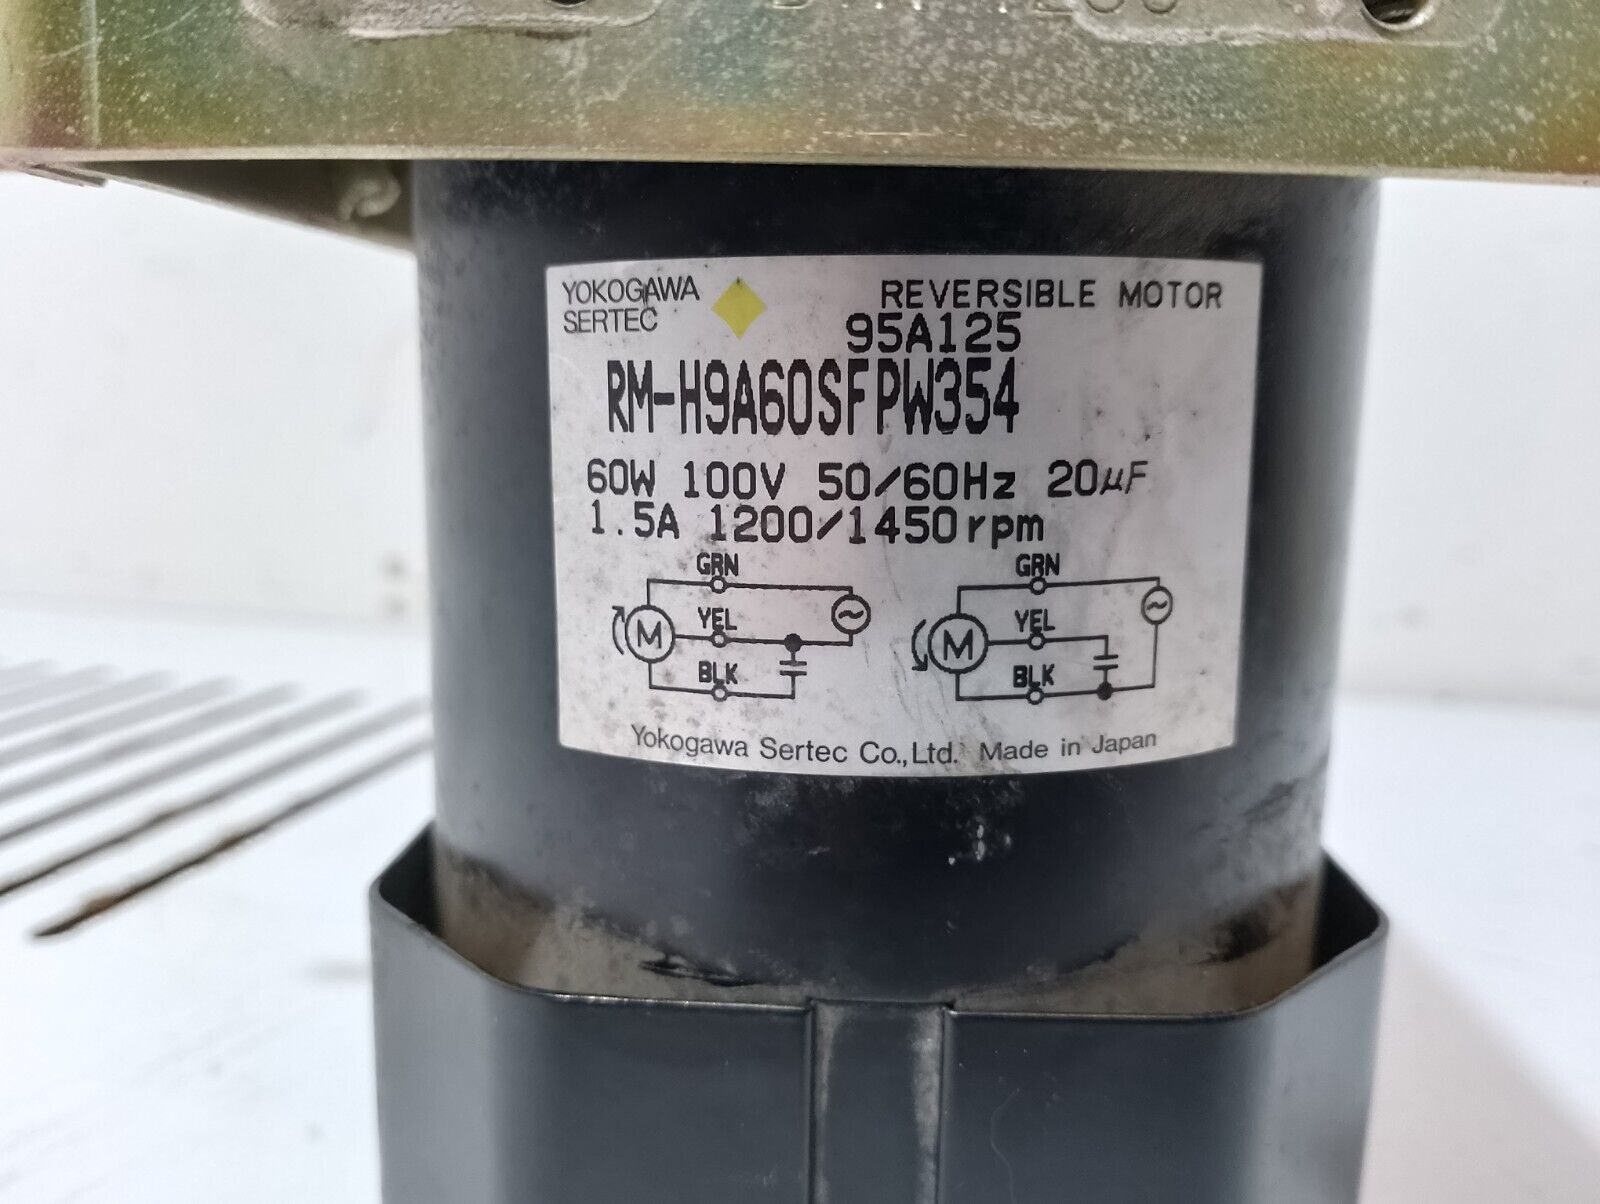 YOKOGAWA
SERTEC
REVERSIBLE MOTOR
95A125
RM-H9A60SFPW354
60W 100V 50/60Hz 20μF
1.5A 1200/1450rpm
GRN
YEL
BLK
M
~
GRN
YEL
BLK
M
~
Yokogawa Sertec Co.,Ltd. Made in Japan